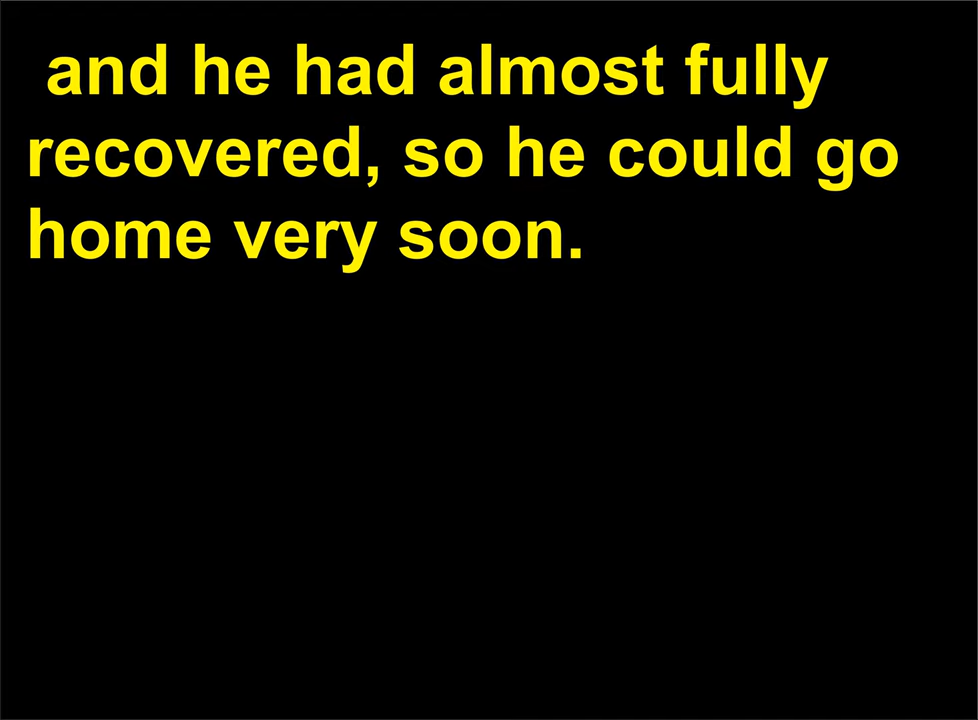 and he had almost fully
recovered, so he could go
home very soon.